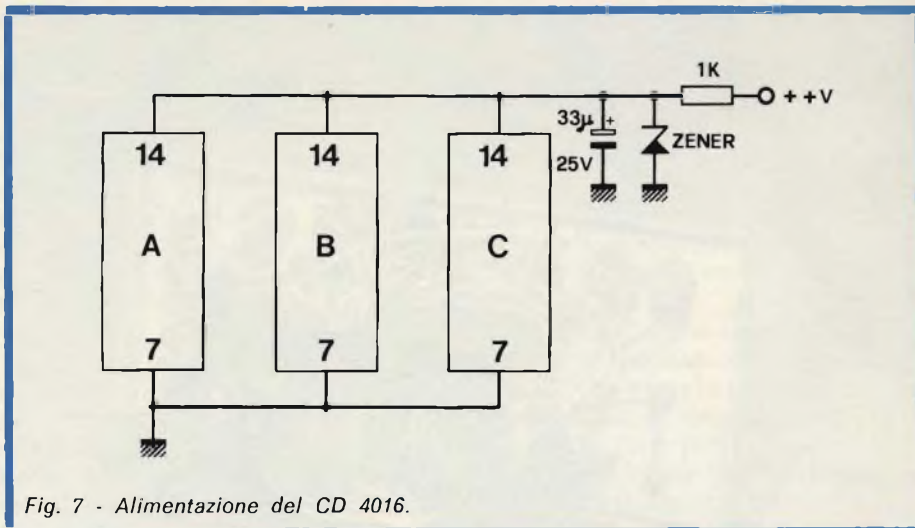 1K
++V
33µ
+
25V
ZENER
14
14
14
A
B
C
7
7
7
Fig. 7 - Alimentazione del CD 4016.